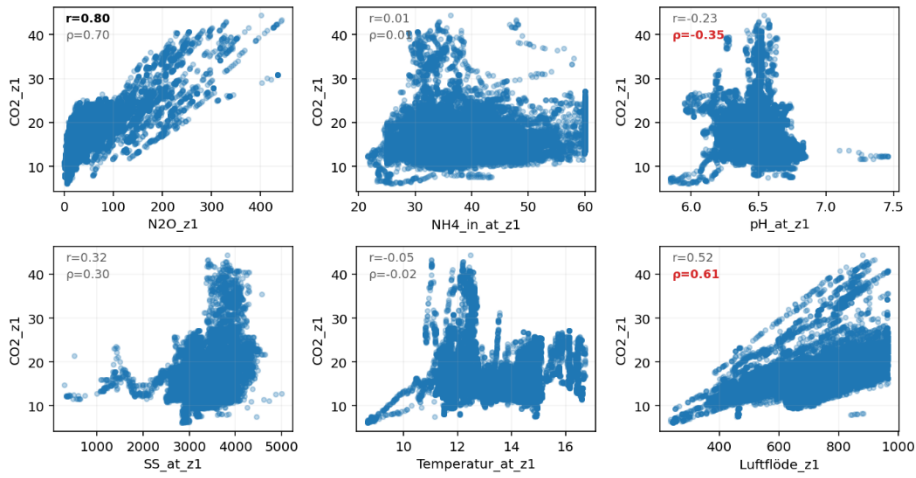 r=0.80
ρ=0.70
CO2_z1
40
30
20
10
0
100
200
300
400
N2O_z1
r=0.01
ρ=0.01
CO2_z1
40
30
20
10
20
30
40
50
60
NH4_in_at_z1
r=-0.23
ρ=-0.35
CO2_z1
40
30
20
10
6.0
6.5
7.0
7.5
pH_at_z1
r=0.32
ρ=0.30
CO2_z1
40
30
20
10
1000
2000
3000
4000
5000
SS_at_z1
r=-0.05
ρ=-0.02
CO2_z1
40
30
20
10
10
12
14
16
Temperatur_at_z1
r=0.52
ρ=0.61
CO2_z1
40
30
20
10
400
600
800
1000
Luftflöde_z1